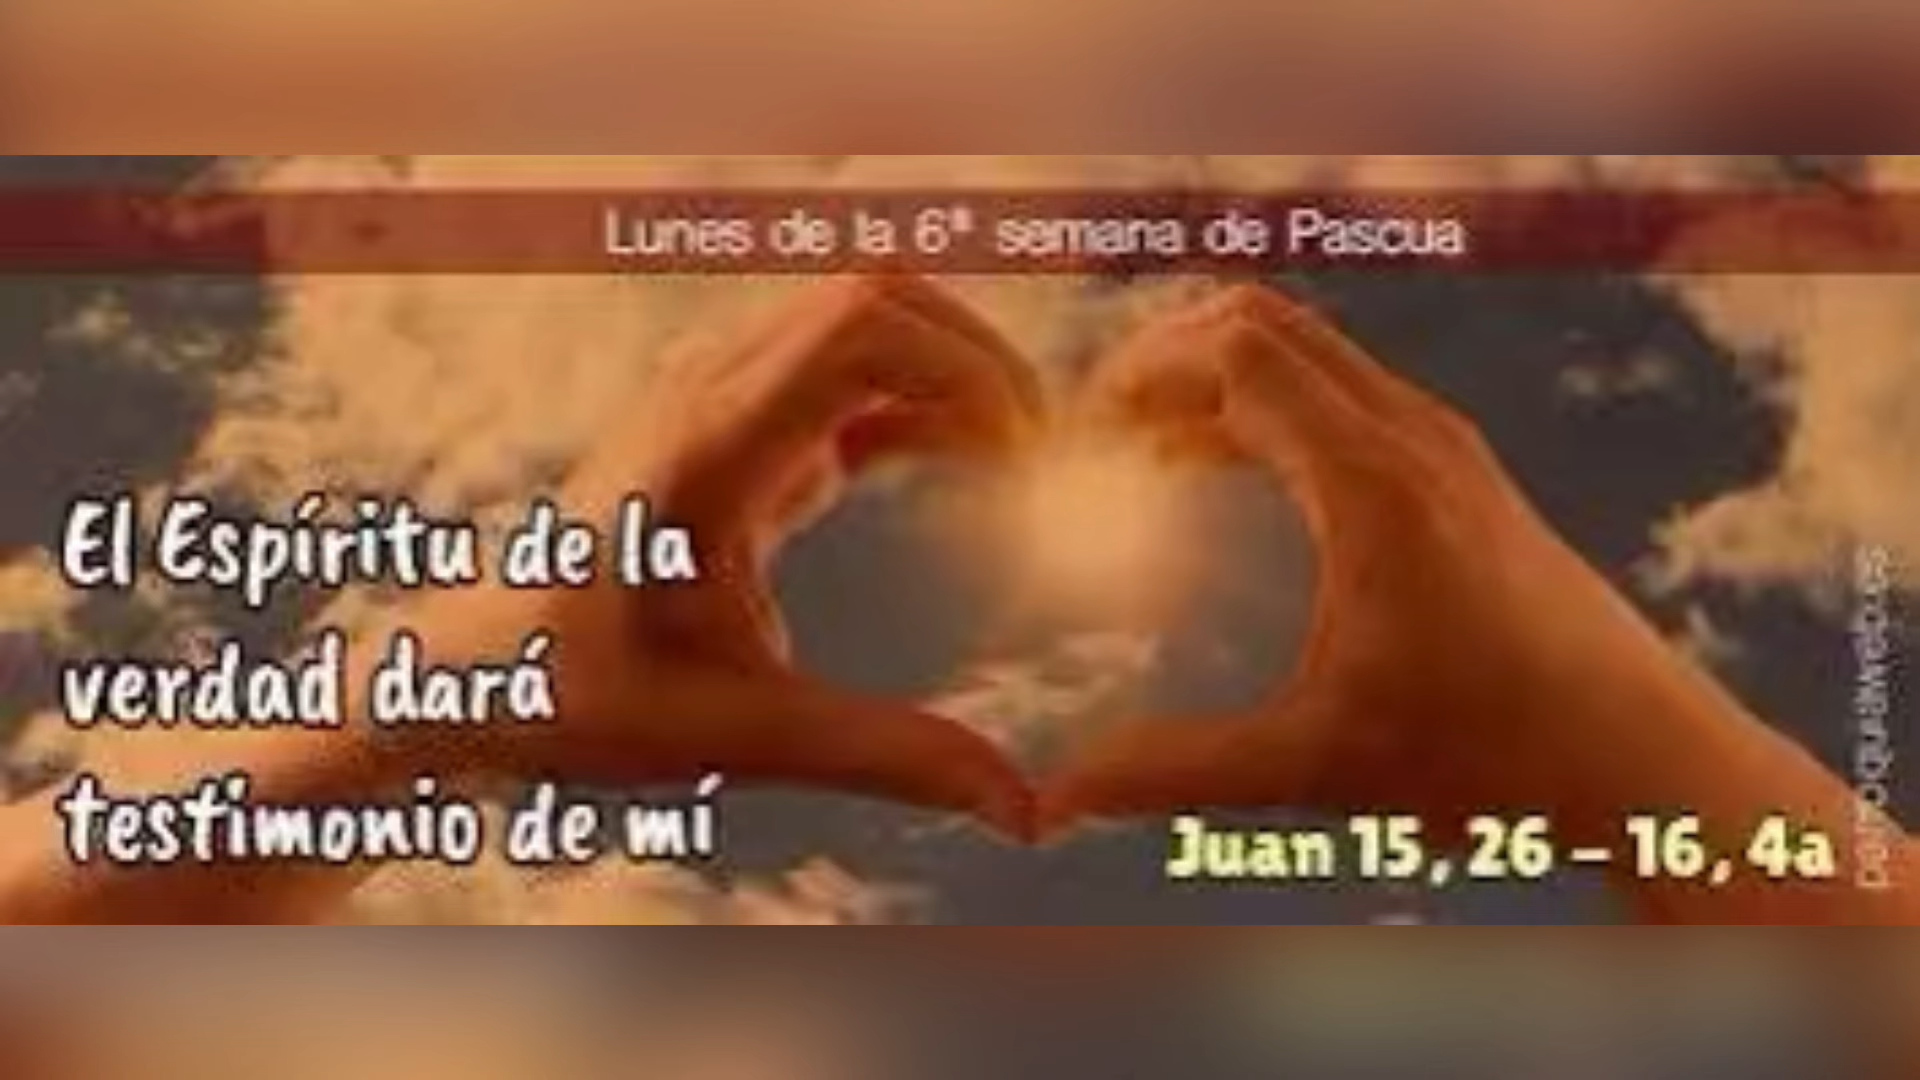 Lunes de la 6ª semana de Pascua
El Espíritu de la
verdad dará
testimonio de mí
Juan 15, 26 – 16, 4a